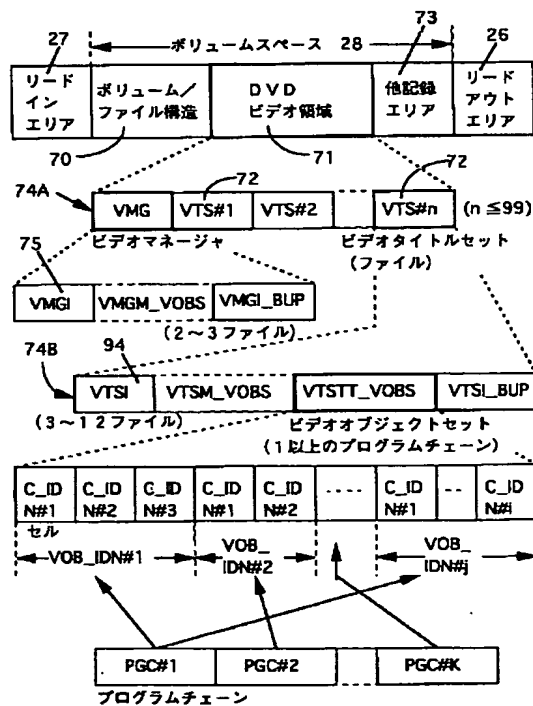 27
ボリュームスペース 28
73
26
リード
イン
エリア
ボリューム/
ファイル構造
DVD
ビデオ領域
他記録
エリア
リード
アウト
エリア
70
71
74A
72
72
VMG
VTS#1
VTS#2
VTS#n
(n≦99)
ビデオマネージャ
ビデオタイトルセット
(ファイル)
75
VMGI
VMGM_VOBS
VMGI_BUP
(2~3ファイル)
74B
94
VTSI
VTSM_VOBS
VTSTT_VOBS
VTSI_BUP
(3~12ファイル)
ビデオオブジェクトセット
(1以上のプログラムチェーン)
C_ID
N#1
C_ID
N#2
C_ID
N#3
C_ID
N#1
C_ID
N#2
C_ID
N#1
C_ID
N#i
セル
VOB_IDN#1
VOB_
IDN#2
VOB_
IDN#j
PGC#1
PGC#2
PGC#K
プログラムチェーン